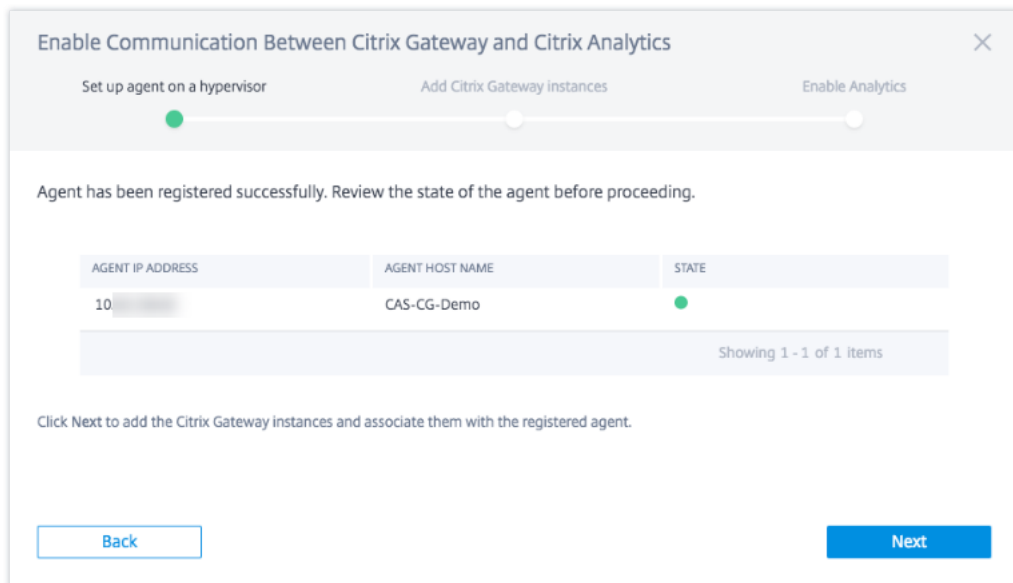 Enable Communication Between Citrix Gateway and Citrix Analytics
Set up agent on a hypervisor Add Citrix Gateway instances Enable Analytics
Agent has been registered successfully. Review the state of the agent before proceeding.
AGENT IP ADDRESS AGENT HOST NAME STATE
10. CAS-CG-Demo
Showing 1 - 1 of 1 items
Click Next to add the Citrix Gateway instances and associate them with the registered agent.
Back Next